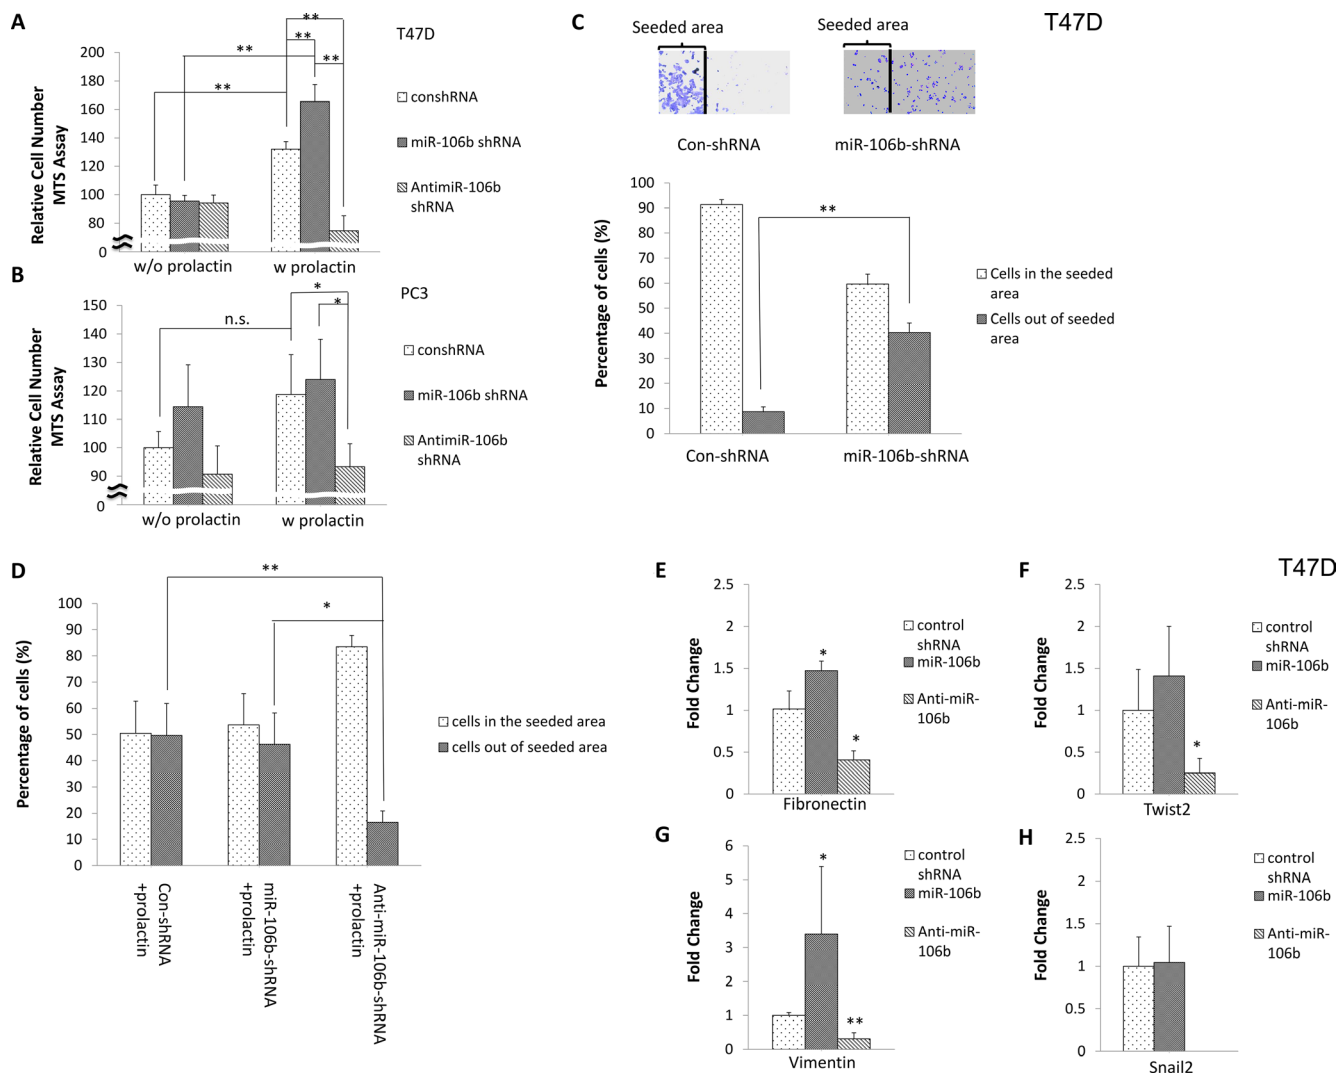 A
T47D
Relative Cell Number
MTS Assay
200
180
160
140
120
100
80
0
**
**
**
**
**
w/o prolactin
w prolactin
conshRNA
miR-106b shRNA
AntimiR-106b
shRNA
B
PC3
Relative Cell Number
MTS Assay
150
140
130
120
110
100
90
0
n.s.
*
*
w/o prolactin
w prolactin
conshRNA
miR-106b shRNA
AntimiR-106b
shRNA
C
T47D
Seeded area
Seeded area
Con-shRNA
miR-106b-shRNA
Percentage of cells (%)
100
90
80
70
60
50
40
30
20
10
0
**
Con-shRNA
miR-106b-shRNA
Cells in the seeded
area
Cells out of seeded
area
D
Percentage of cells (%)
100
90
80
70
60
50
40
30
20
10
0
**
*
Con-shRNA
+prolactin
miR-106b-shRNA
+prolactin
Anti-miR-106b-shRNA
+prolactin
cells in the seeded area
cells out of seeded area
E
Fold Change
2.5
2
1.5
1
0.5
0
*
*
Fibronectin
control
shRNA
miR-106b
Anti-miR-
106b
F
T47D
Fold Change
2.5
2
1.5
1
0.5
0
*
Twist2
control
shRNA
miR-106b
Anti-miR-
106b
G
Fold Change
6
5
4
3
2
1
0
*
**
Vimentin
control
shRNA
miR-106b
Anti-miR-
106b
H
Fold Change
2.5
2
1.5
1
0.5
0
Snail2
control
shRNA
miR-106b
Anti-miR-
106b